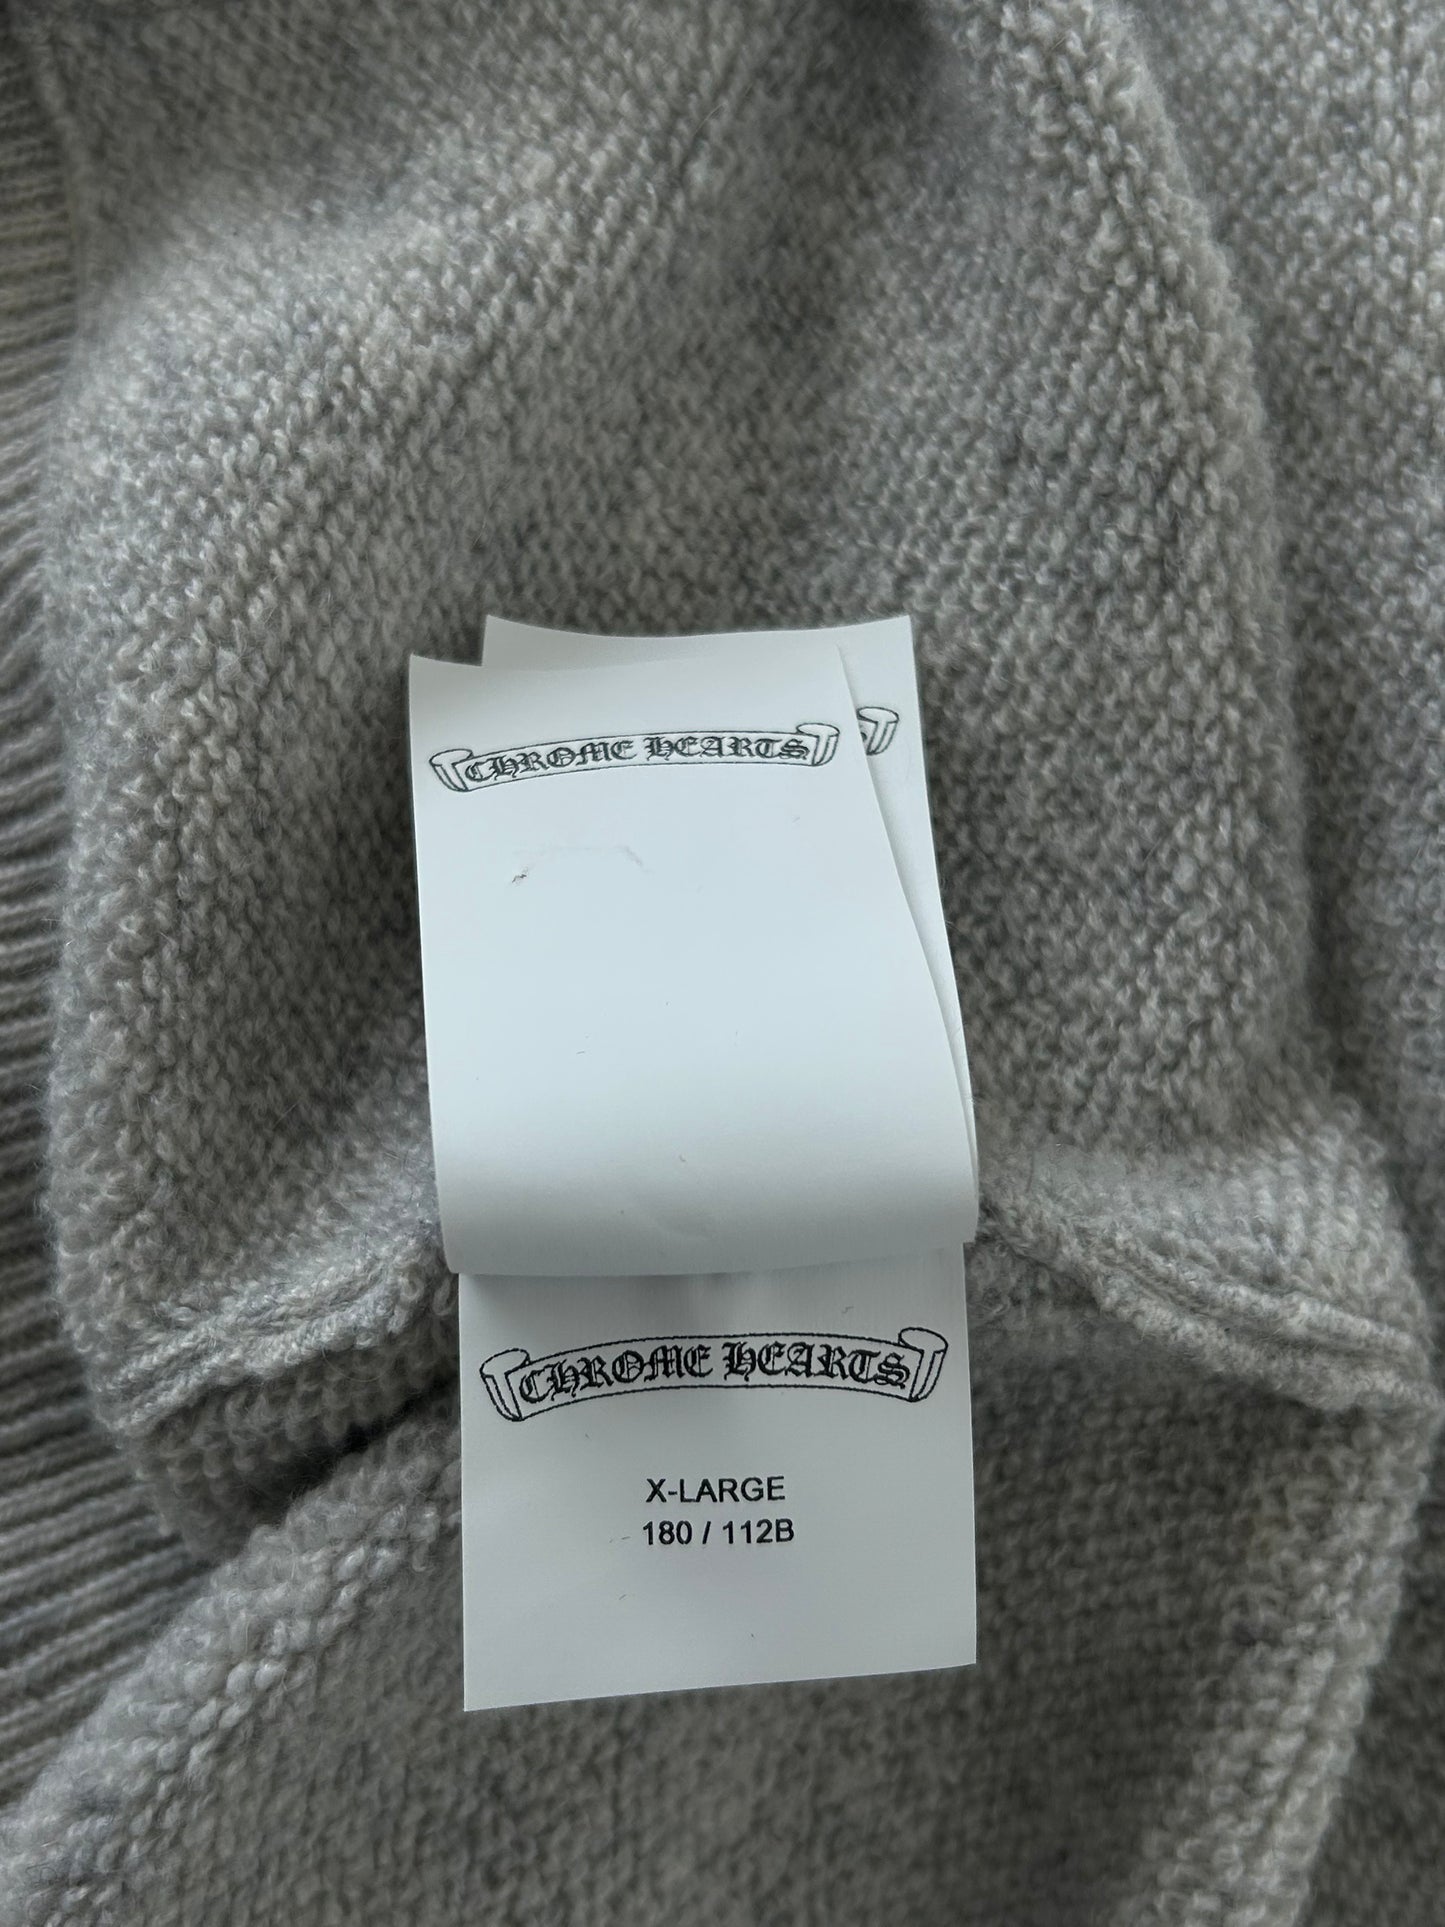 CHROME HEARTS
CHROME HEARTS
X-LARGE
180 / 112B